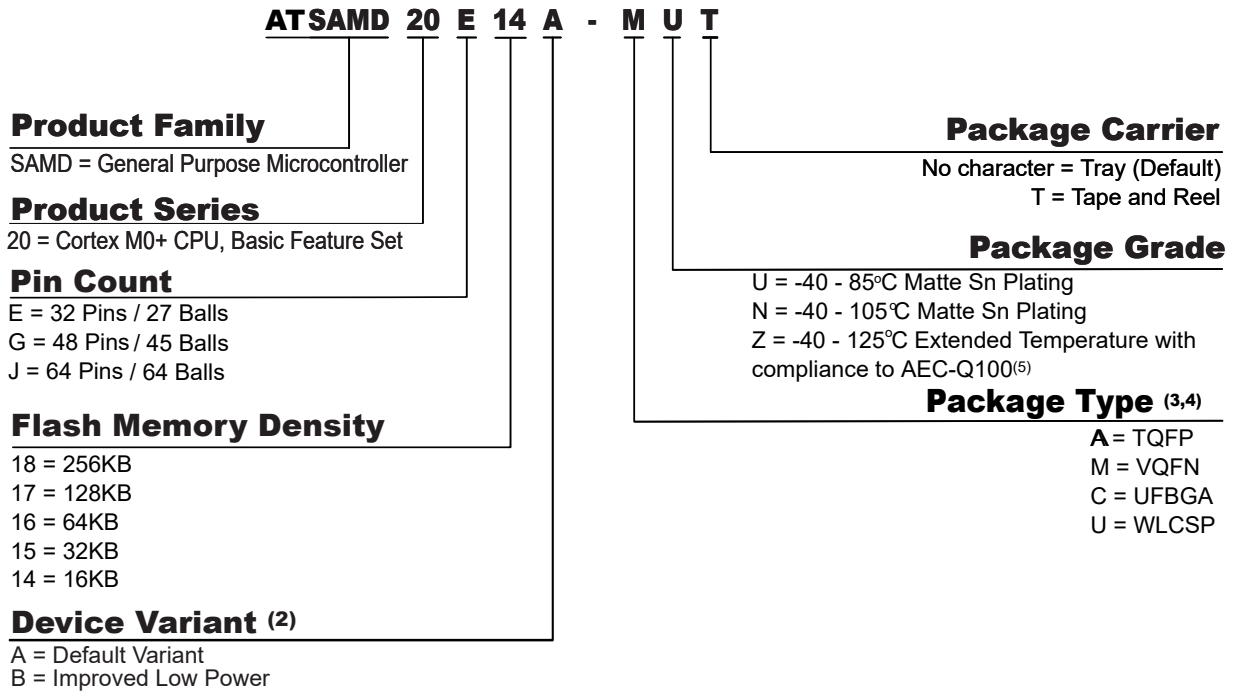 ATSAMD 20 E 14 A - M U T
Product Family
SAMD = General Purpose Microcontroller
Product Series
20 = Cortex M0+ CPU, Basic Feature Set
Pin Count
E = 32 Pins / 27 Balls
G = 48 Pins / 45 Balls
J = 64 Pins / 64 Balls
Flash Memory Density
18 = 256KB
17 = 128KB
16 = 64KB
15 = 32KB
14 = 16KB
Device Variant (2)
A = Default Variant
B = Improved Low Power
Package Carrier
No character = Tray (Default)
T = Tape and Reel
Package Grade
U = -40 - 85°C Matte Sn Plating
N = -40 - 105°C Matte Sn Plating
Z = -40 - 125°C Extended Temperature with
compliance to AEC-Q100(5)
Package Type (3,4)
A = TQFP
M = VQFN
C = UFBGA
U = WLCSP